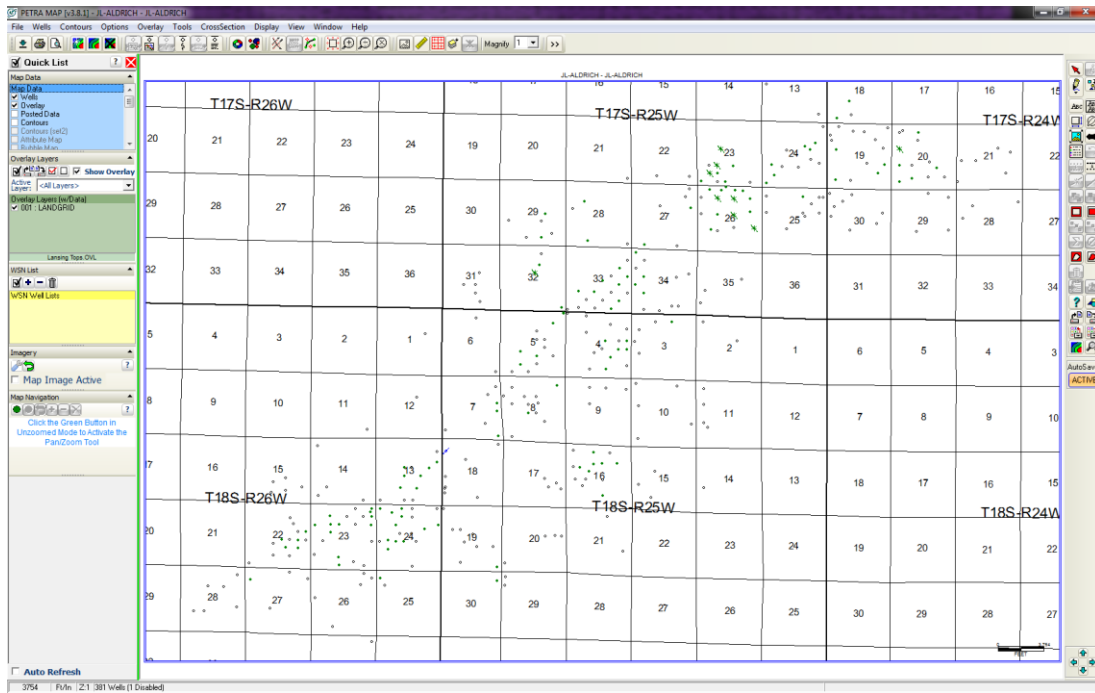 PETRA MAP [v3.8.1] - JL-ALDRICH - JL-ALDRICH
File Wells Contours Options Overlay Tools CrossSection Display View Window Help
Magnify 1 >>
Quick List ?
Map Data
Map Data
Wells
Overlay
Posted Data
Contours
Contours (sel2)
Attribute Map
Bubble Map
Overlay Layers
Show Overlay
Active Layer: <All Layers>
Overlay Layers (w/Data)
001 : LANDGRID
Lansing Tops.OVL
WSN List
WSN Well Lists
Imagery
?
Map Image Active
Map Navigation
?
Click the Green Button in
Unzoomed Mode to Activate the
Pan/Zoom Tool
Auto Refresh
JL-ALDRICH - JL-ALDRICH
16 15 14 13 18 17 16 15
T17S-R26W T17S-R25W T17S-R24W
20 21 22 23 24 19 20 21 22 23 24 19 20 21 22
29 28 27 26 25 30 29 28 27 26 25 30 29 28 27
32 33 34 35 36 31 32 33 34 35 36 31 32 33 34
5 4 3 2 1 6 5 4 3 2 1 6 5 4 3
8 9 10 11 12 7 8 9 10 11 12 7 8 9 10
17 16 15 14 13 18 17 16 15 14 13 18 17 16 15
T18S-R26W T18S-R25W T18S-R24W
20 21 22 23 24 19 20 21 22 23 24 19 20 21 22
29 28 27 26 25 30 29 28 27 26 25 30 29 28 27
0 3,754
FEET
Abc
?
AutoSave
ACTIVE
3754 Ft/In Z:1 381 Wells (1 Disabled)